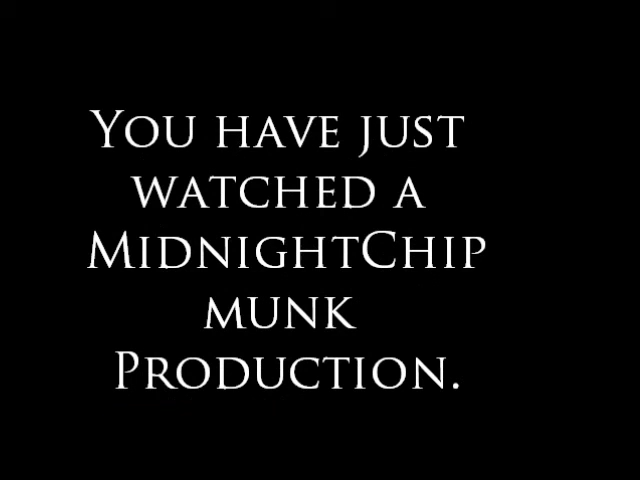 You have just
watched a
MidnightChip
munk
Production.